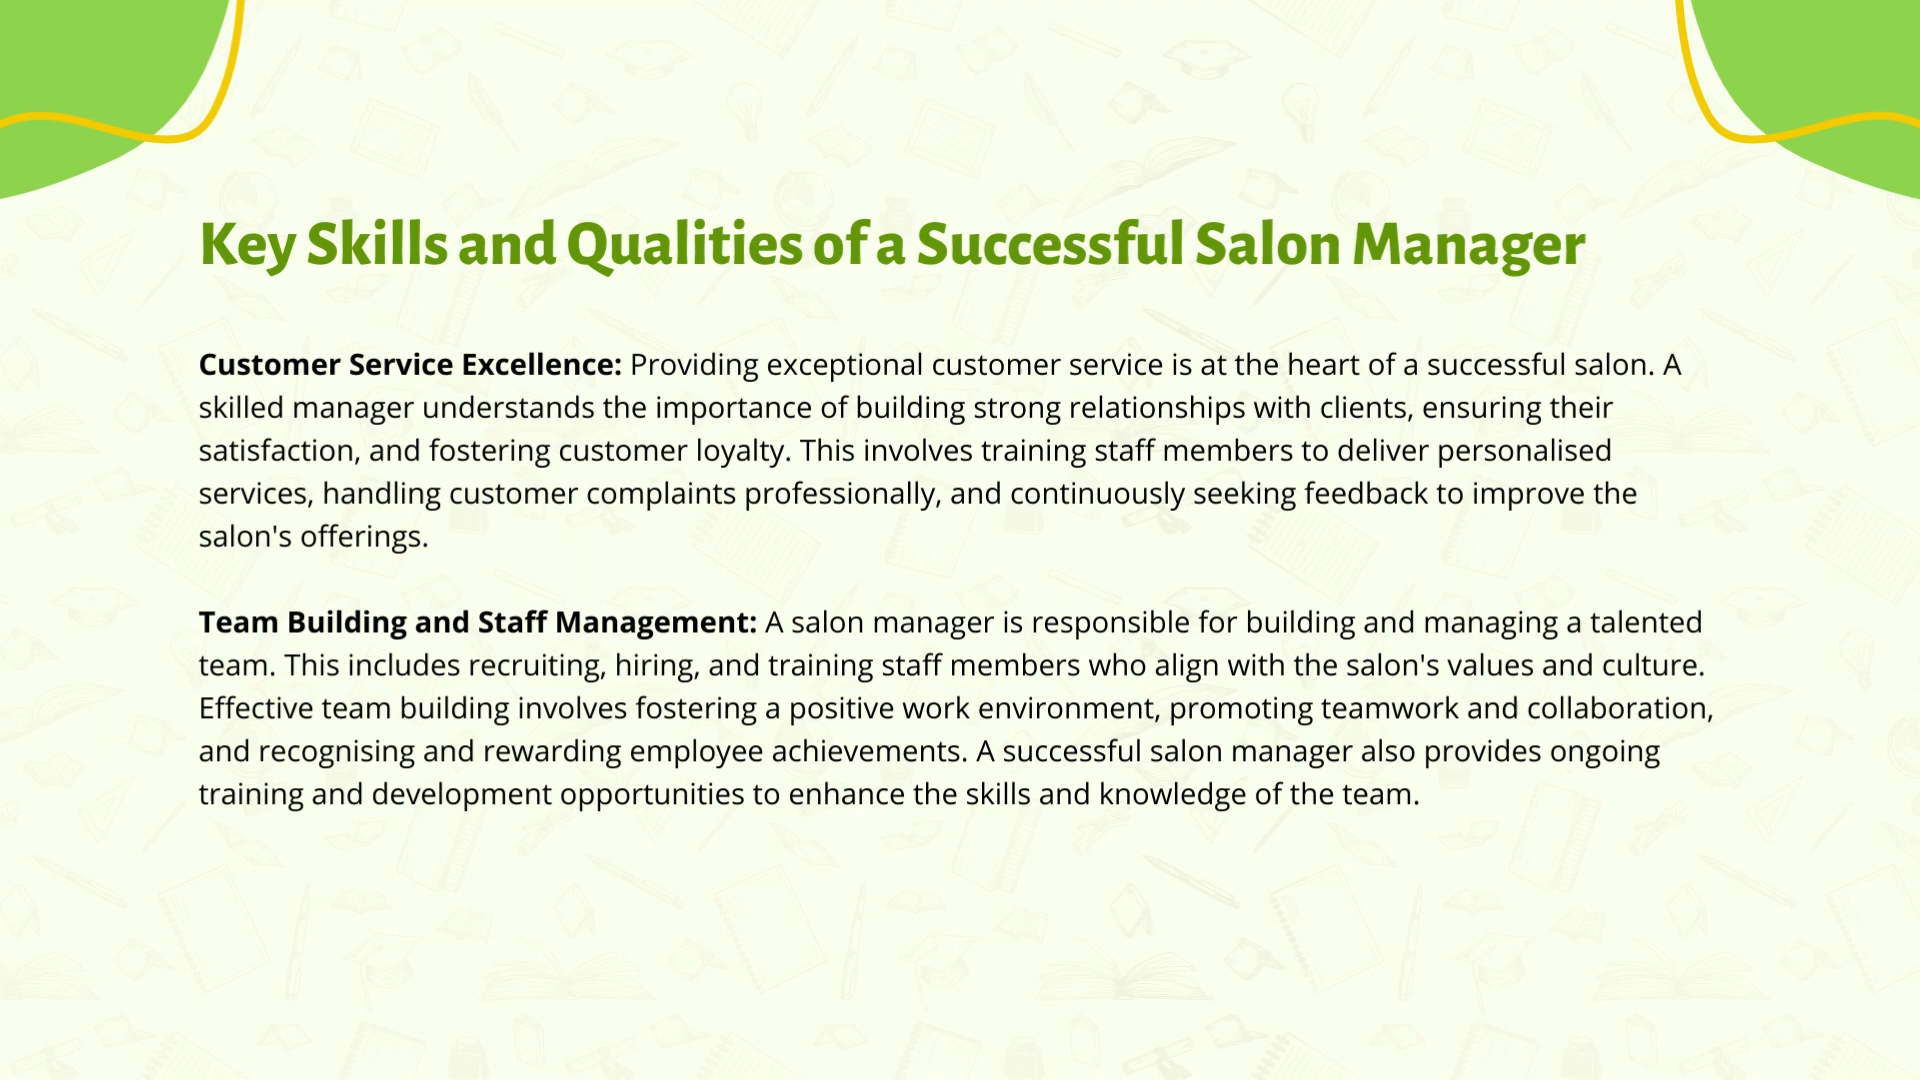 Key Skills and Qualities of a Successful Salon Manager
Customer Service Excellence: Providing exceptional customer service is at the heart of a successful salon. A
skilled manager understands the importance of building strong relationships with clients, ensuring their
satisfaction, and fostering customer loyalty. This involves training staff members to deliver personalised
services, handling customer complaints professionally, and continuously seeking feedback to improve the
salon's offerings.
Team Building and Staff Management: A salon manager is responsible for building and managing a talented
team. This includes recruiting, hiring, and training staff members who align with the salon's values and culture.
Effective team building involves fostering a positive work environment, promoting teamwork and collaboration,
and recognising and rewarding employee achievements. A successful salon manager also provides ongoing
training and development opportunities to enhance the skills and knowledge of the team.